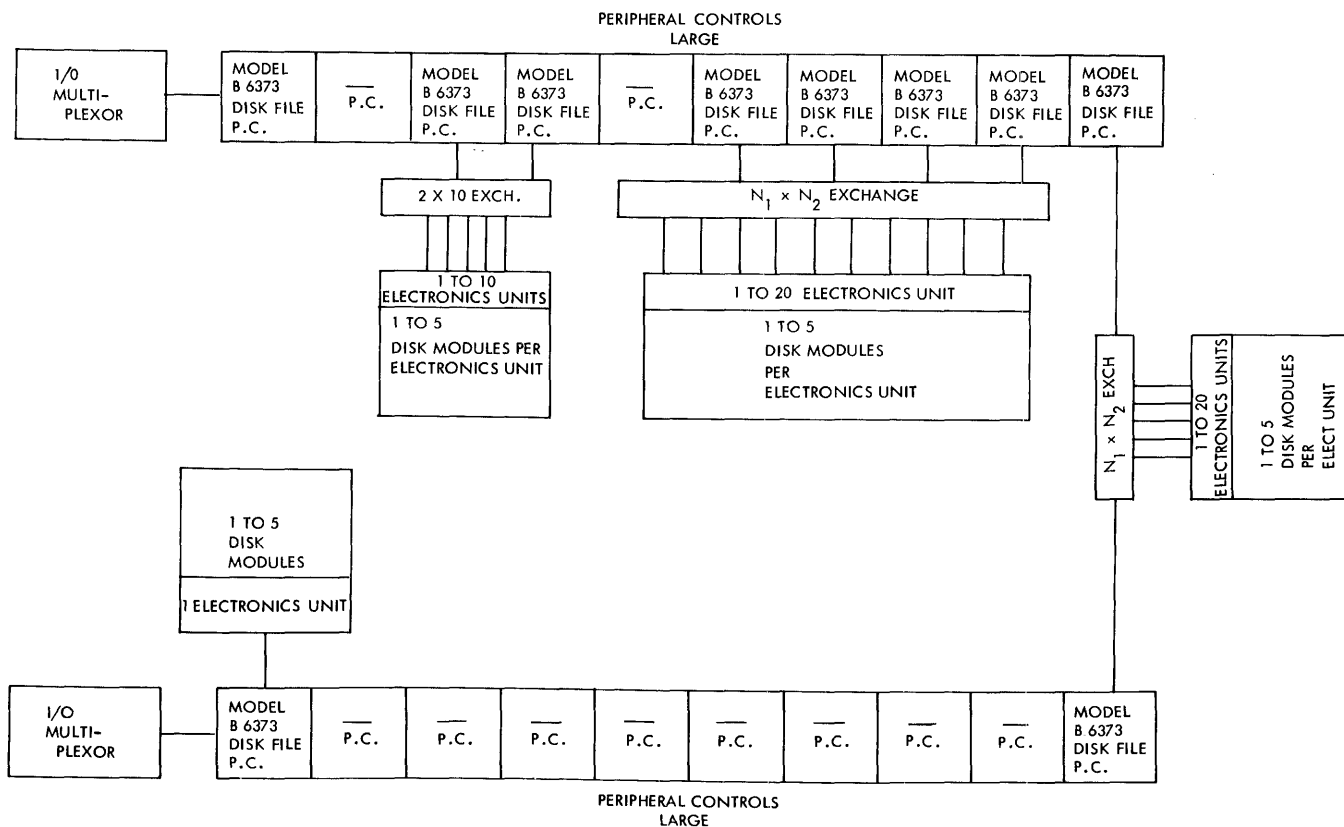 PERIPHERAL CONTROLS
LARGE
I/O
MULTI-
PLEXOR
MODEL
B 6373
DISK FILE
P.C.
P.C.
MODEL
B 6373
DISK FILE
P.C.
MODEL
B 6373
DISK FILE
P.C.
P.C.
MODEL
B 6373
DISK FILE
P.C.
MODEL
B 6373
DISK FILE
P.C.
MODEL
B 6373
DISK FILE
P.C.
MODEL
B 6373
DISK FILE
P.C.
MODEL
B 6373
DISK FILE
P.C.
2 X 10 EXCH.
N₁ × N₂ EXCHANGE
1 TO 10
ELECTRONICS UNITS
1 TO 5
DISK MODULES PER
ELECTRONICS UNIT
1 TO 20 ELECTRONICS UNIT
1 TO 5
DISK MODULES
PER
ELECTRONICS UNIT
N₁ × N₂ EXCH
1 TO 20
ELECTRONICS UNITS
1 TO 5
DISK MODULES
PER
ELECT UNIT
1 TO 5
DISK
MODULES
1 ELECTRONICS UNIT
I/O
MULTI-
PLEXOR
MODEL
B 6373
DISK FILE
P.C.
P.C.
P.C.
P.C.
P.C.
P.C.
P.C.
P.C.
P.C.
MODEL
B 6373
DISK FILE
P.C.
PERIPHERAL CONTROLS
LARGE